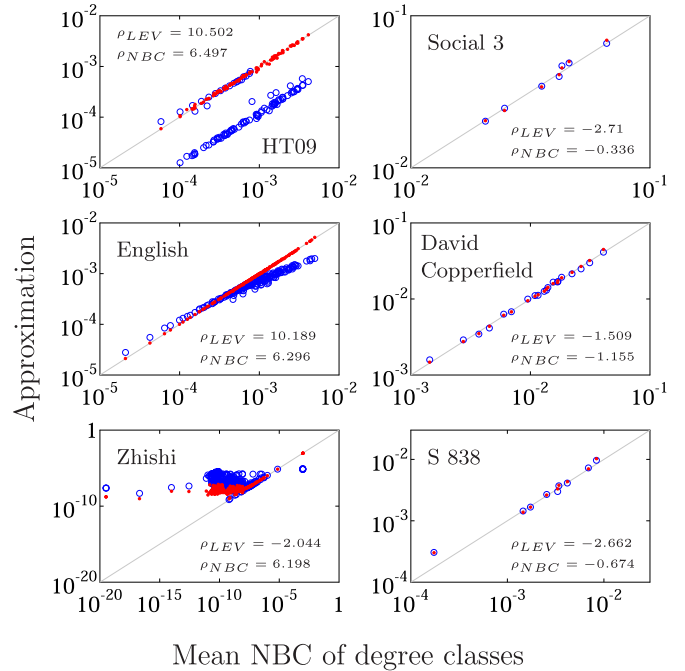 Approximation
10⁻²
10⁻³
10⁻⁴
10⁻⁵
ρ_LEV = 10.502
ρ_NBC = 6.497
HT09
10⁻⁵
10⁻⁴
10⁻³
10⁻²
10⁻¹
10⁻²
Social 3
ρ_LEV = −2.71
ρ_NBC = −0.336
10⁻²
10⁻¹
10⁻²
10⁻³
10⁻⁴
10⁻⁵
English
ρ_LEV = 10.189
ρ_NBC = 6.296
10⁻⁵
10⁻⁴
10⁻³
10⁻²
10⁻¹
10⁻²
10⁻³
David
Copperfield
ρ_LEV = −1.509
ρ_NBC = −1.155
10⁻³
10⁻²
10⁻¹
1
10⁻¹⁰
10⁻²⁰
Zhishi
ρ_LEV = −2.044
ρ_NBC = 6.198
10⁻²⁰
10⁻¹⁵
10⁻¹⁰
10⁻⁵
1
10⁻²
10⁻³
10⁻⁴
S 838
ρ_LEV = −2.662
ρ_NBC = −0.674
10⁻⁴
10⁻³
10⁻²
Mean NBC of degree classes